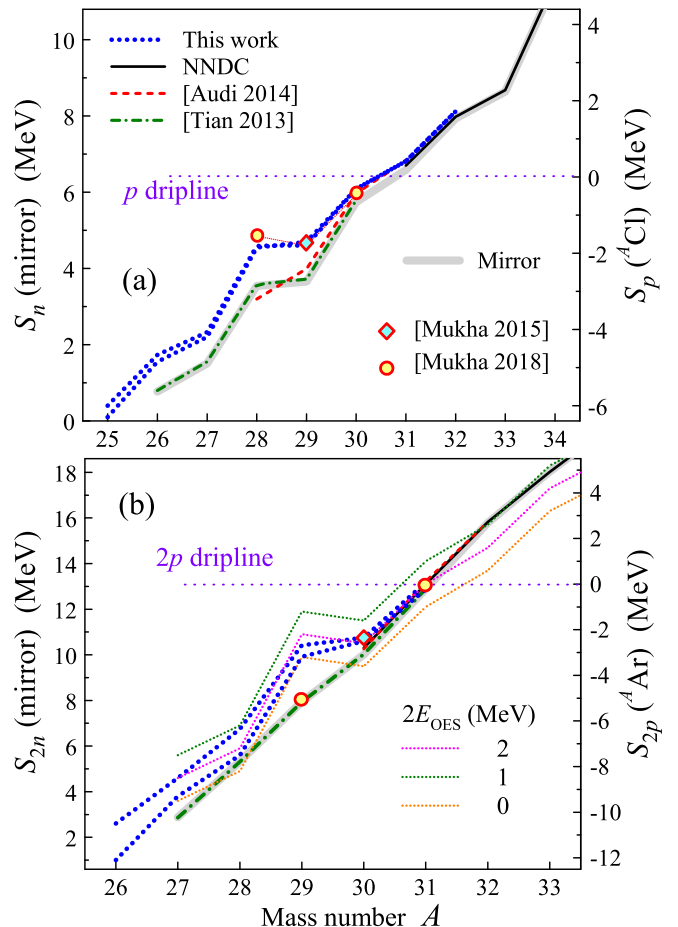 10
8
6
4
2
0
S_n (mirror) (MeV)
This work
NNDC
[Audi 2014]
[Tian 2013]
p dripline
(a)
Mirror
[Mukha 2015]
[Mukha 2018]
4
2
0
-2
-4
-6
S_p (^A Cl) (MeV)
25 26 27 28 29 30 31 32 33 34
18
16
14
12
10
8
6
4
2
S_2n (mirror) (MeV)
(b)
2p dripline
2E_OES (MeV)
2
1
0
4
2
0
-2
-4
-6
-8
-10
-12
S_2p (^A Ar) (MeV)
26 27 28 29 30 31 32 33
Mass number A